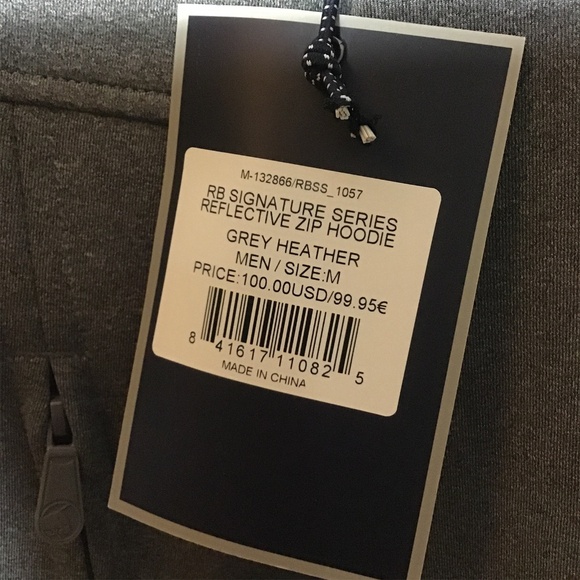 M-132866/RBSS_1057
RB SIGNATURE SERIES
REFLECTIVE ZIP HOODIE
GREY HEATHER
MEN / SIZE:M
PRICE:100.00USD/99.95€
8 41617 11082 5
MADE IN CHINA